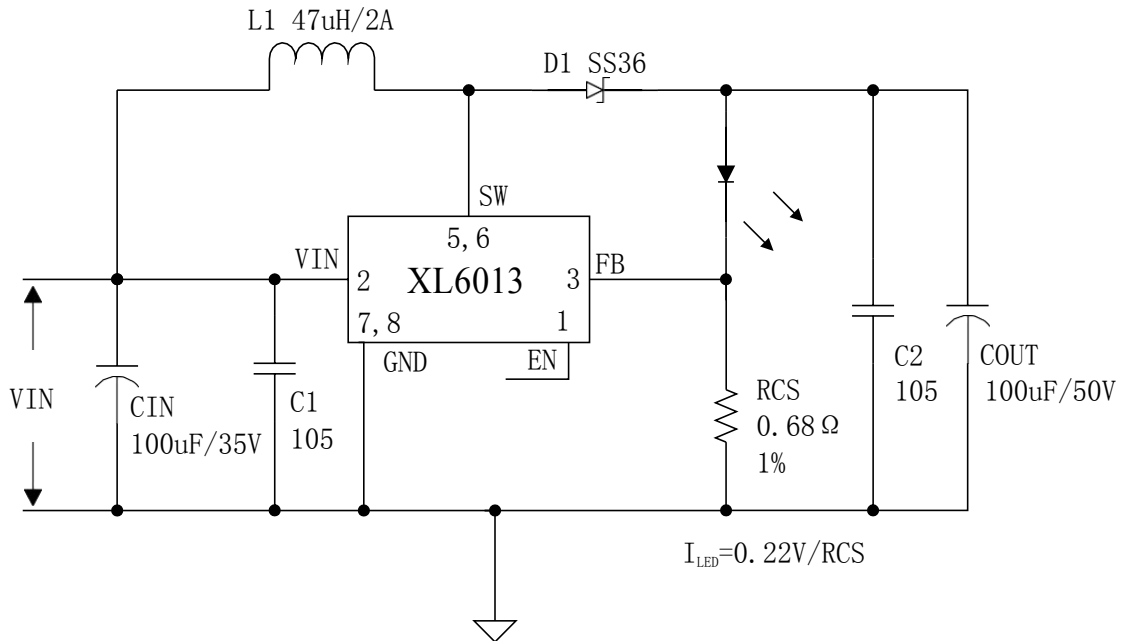 L1 47uH/2A
D1 SS36
SW
5,6
VIN
2
XL6013
3
FB
7,8
1
GND
EN
VIN
CIN
100uF/35V
C1
105
RCS
0.68Ω
1%
C2
105
COUT
100uF/50V
ILED=0.22V/RCS